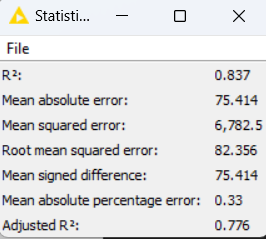 Statisti...
File
R²: 0.837
Mean absolute error: 75.414
Mean squared error: 6,782.5
Root mean squared error: 82.356
Mean signed difference: 75.414
Mean absolute percentage error: 0.33
Adjusted R²: 0.776